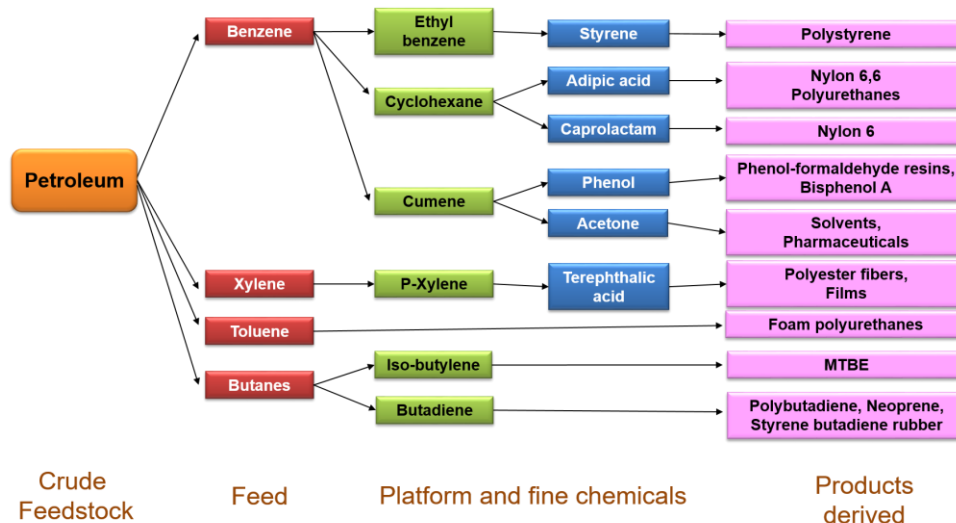 Benzene
Ethyl
benzene
Styrene
Polystyrene
Cyclohexane
Adipic acid
Nylon 6,6
Polyurethanes
Caprolactam
Nylon 6
Petroleum
Cumene
Phenol
Phenol-formaldehyde resins,
Bisphenol A
Acetone
Solvents,
Pharmaceuticals
Xylene
P-Xylene
Terephthalic
acid
Polyester fibers,
Films
Toluene
Foam polyurethanes
Butanes
Iso-butylene
MTBE
Butadiene
Polybutadiene, Neoprene,
Styrene butadiene rubber
Crude
Feedstock
Feed
Platform and fine chemicals
Products
derived